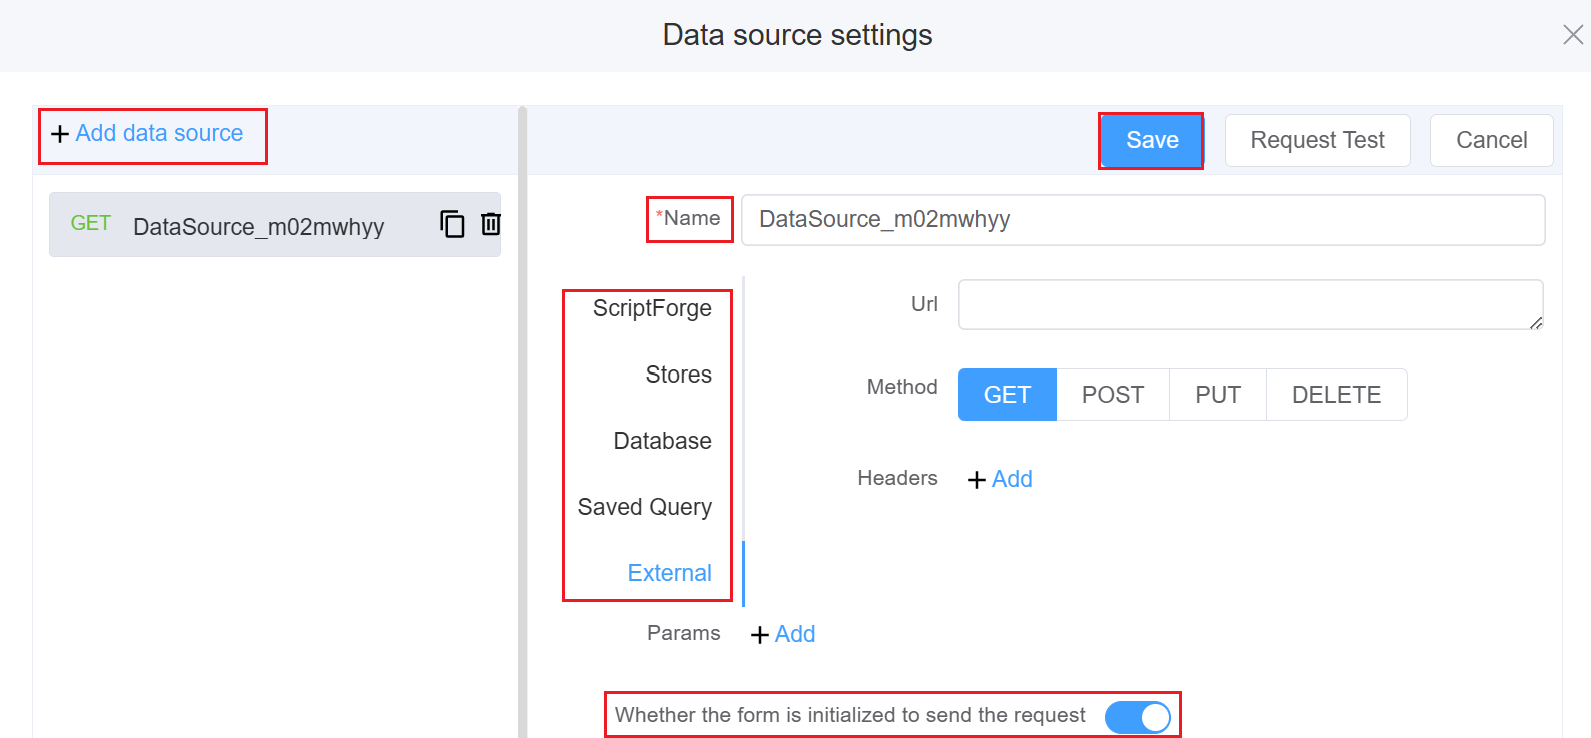 Data source settings
Add data source
Save
Request Test
Cancel
GET
DataSource_m02mwhyy
*Name
DataSource_m02mwhyy
ScriptForge
Stores
Database
Saved Query
External
Url
Method
GET
POST
PUT
DELETE
Headers
Add
Params
Add
Whether the form is initialized to send the request